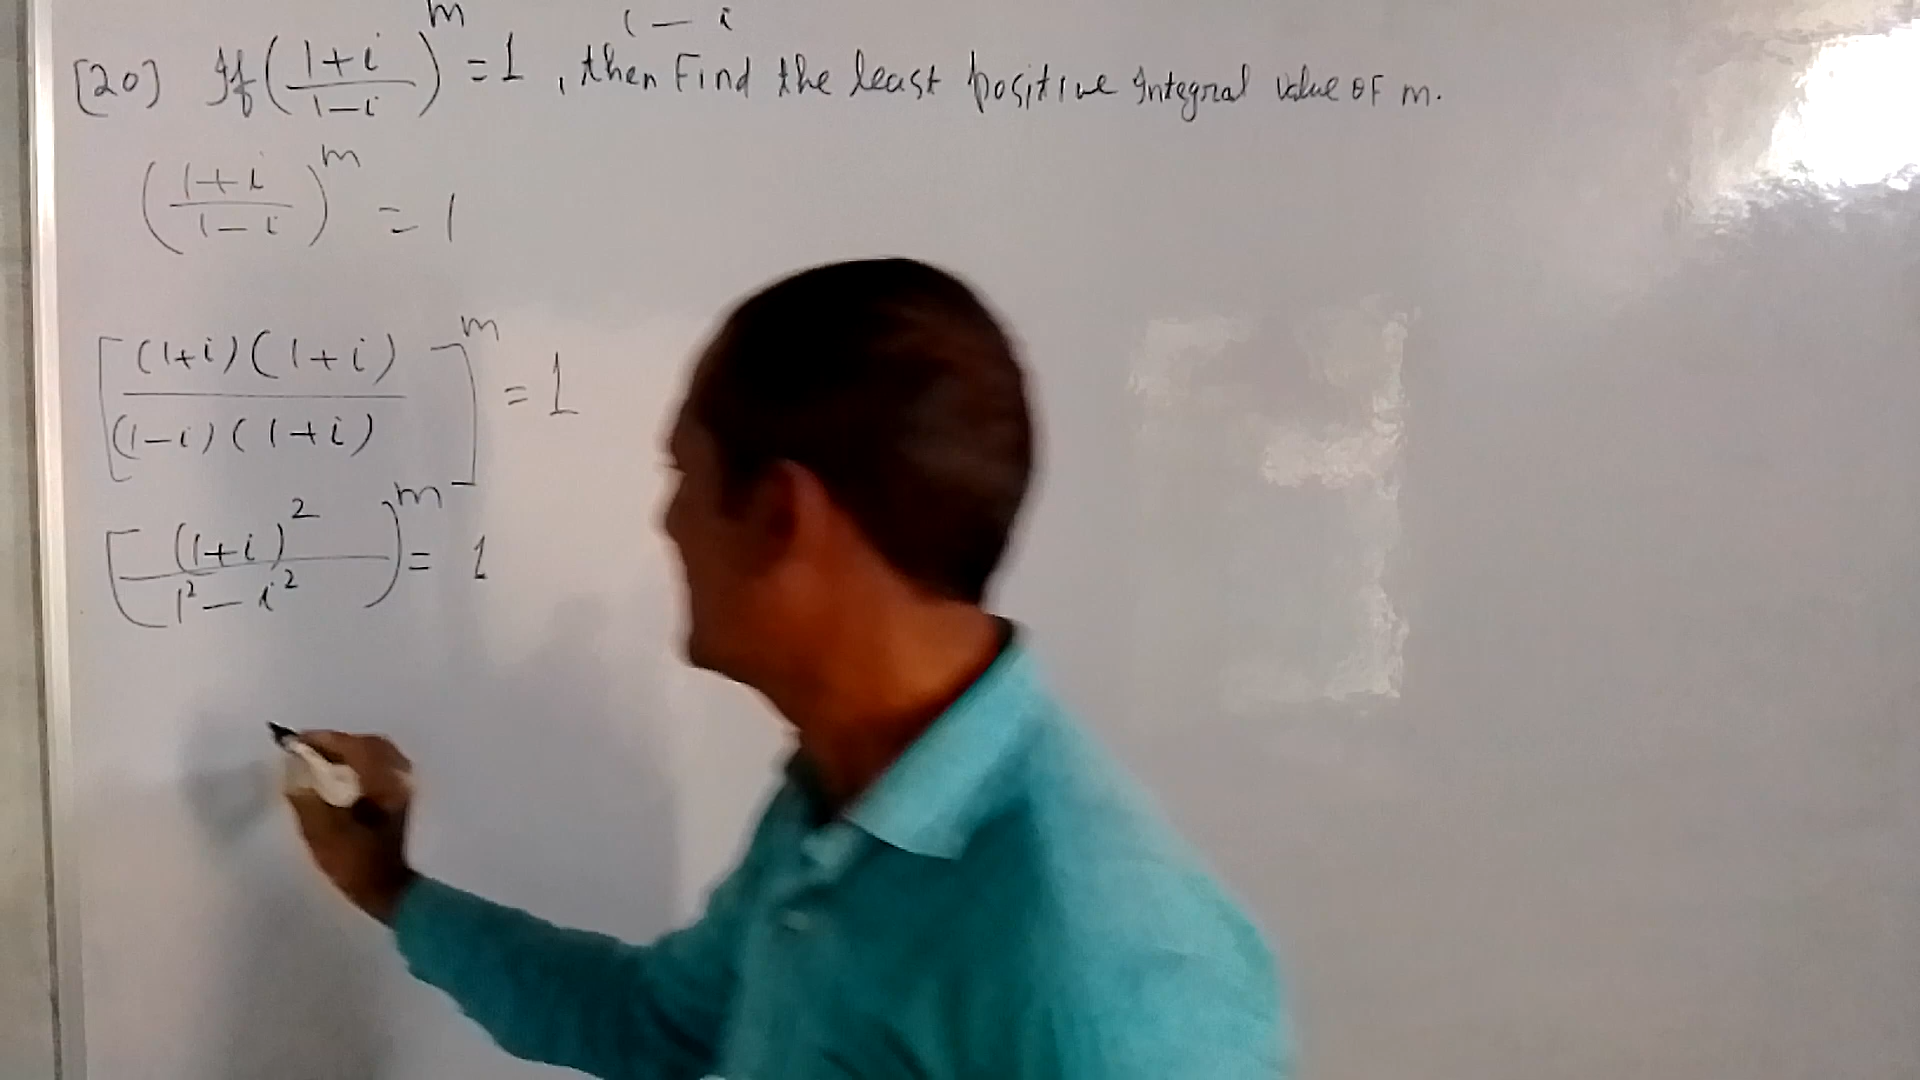 1 - i
[20] If ((1+i)/(1-i))^m = 1 , then Find the least positive Integral value of m.
((1+i)/(1-i))^m = 1
[((1+i)(1+i))/((1-i)(1+i))]^m = 1
[(1+i)^2/(1^2 - i^2)]^m = 1